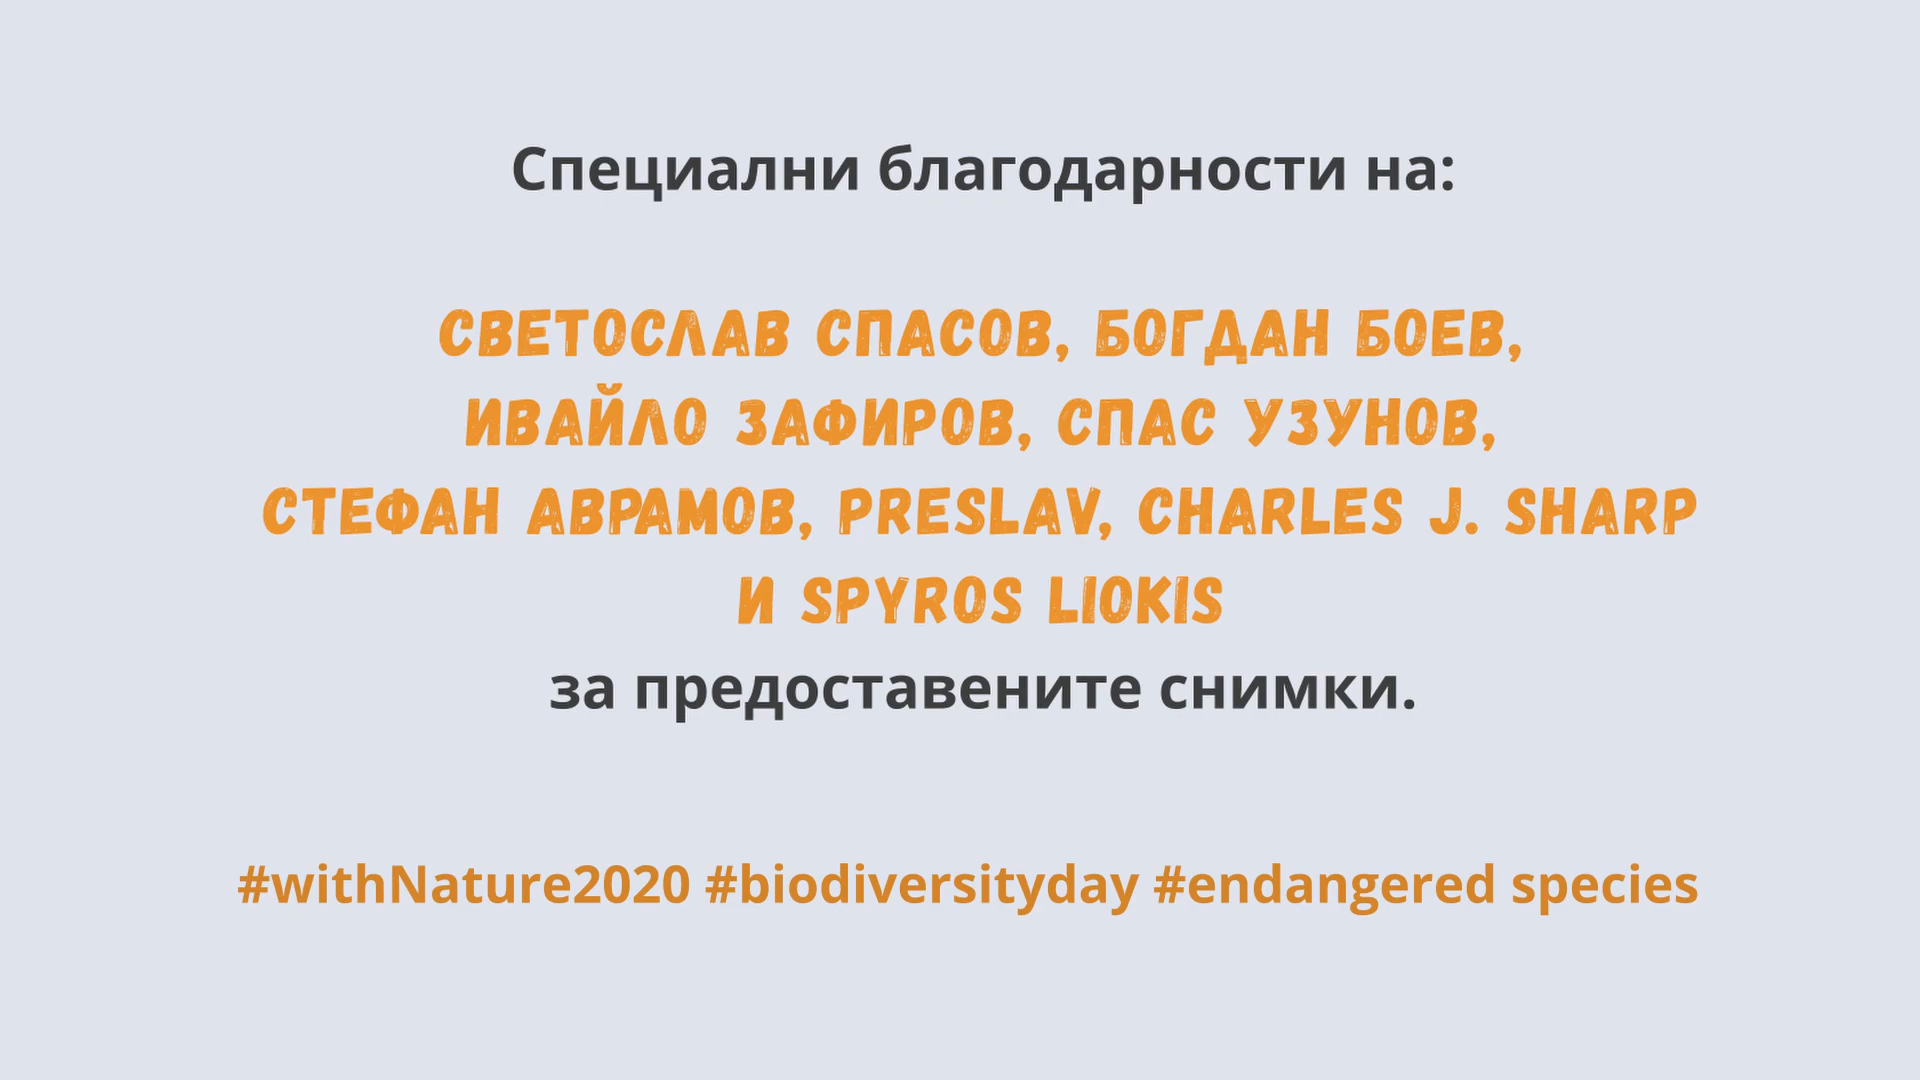 Специални благодарности на:
СВЕТОСЛАВ СПАСОВ, БОГДАН БОЕВ,
ИВАЙЛО ЗАФИРОВ, СПАС УЗУНОВ,
СТЕФАН АВРАМОВ, PRESLAV, CHARLES J. SHARP
И SPYROS LIOKIS
за предоставените снимки.
#withNature2020 #biodiversityday #endangered species